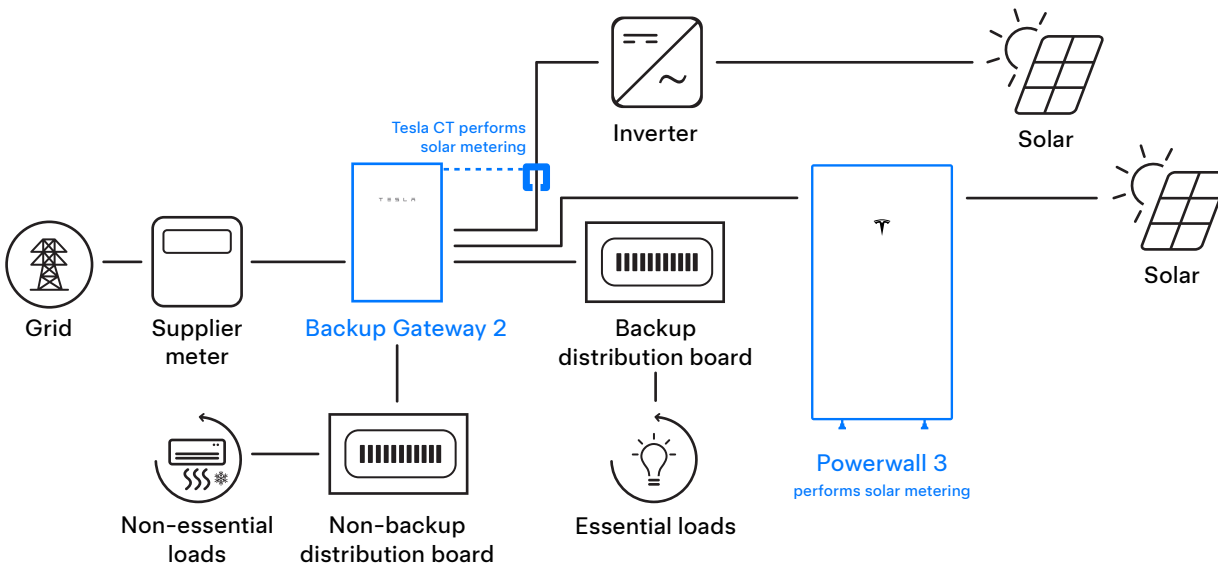 Tesla CT performs
solar metering
Inverter
Solar
TESLA
Solar
Grid
Supplier
meter
Backup Gateway 2
Backup
distribution board
Powerwall 3
performs solar metering
Non-essential
loads
Non-backup
distribution board
Essential loads